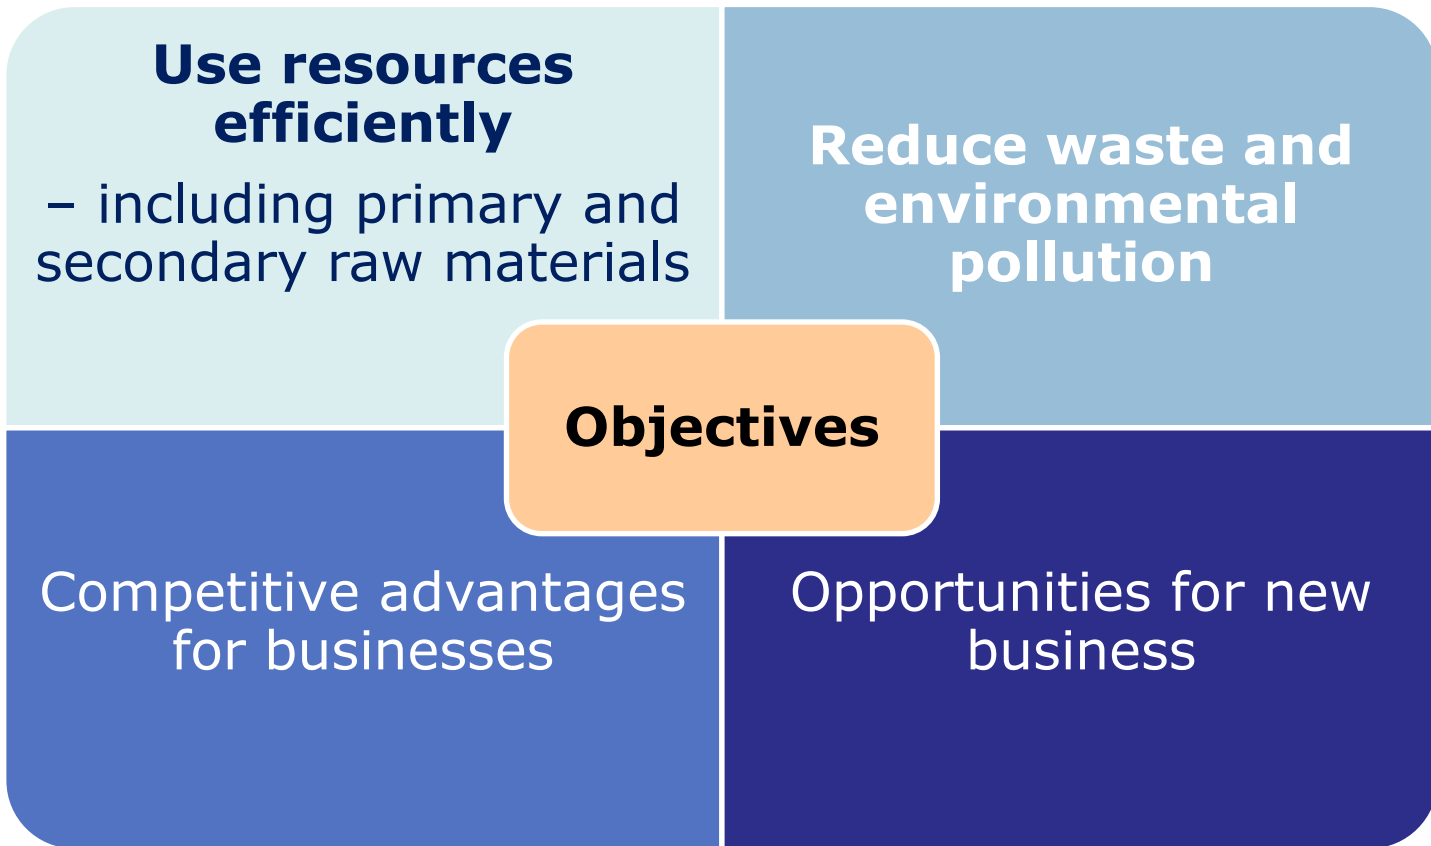 Use resources
efficiently
– including primary and
secondary raw materials
Reduce waste and
environmental
pollution
Objectives
Competitive advantages
for businesses
Opportunities for new
business